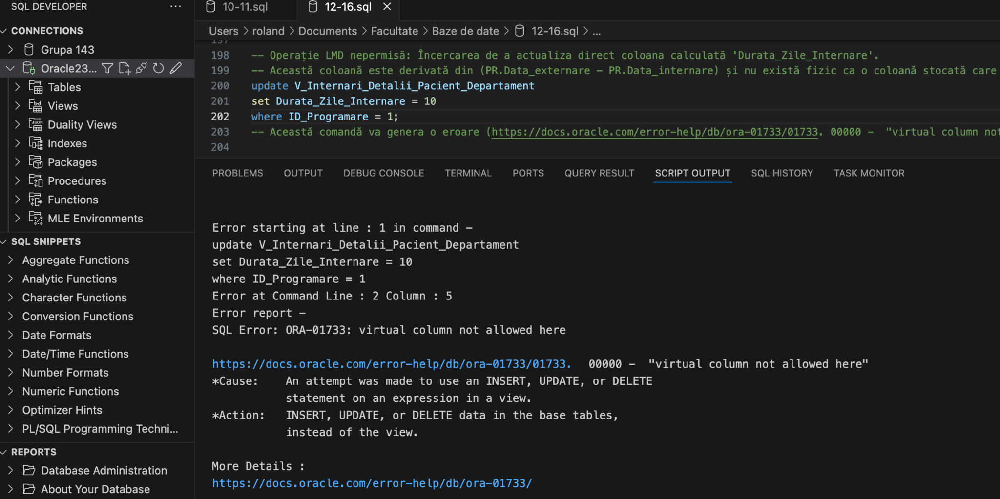 SQL DEVELOPER
CONNECTIONS
Grupa 143
Oracle23...
Tables
Views
Duality Views
Indexes
Packages
Procedures
Functions
MLE Environments
SQL SNIPPETS
Aggregate Functions
Analytic Functions
Character Functions
Conversion Functions
Date Formats
Date/Time Functions
Number Formats
Numeric Functions
Optimizer Hints
PL/SQL Programming Techni...
REPORTS
Database Administration
About Your Database
10-11.sql 12-16.sql
Users > roland > Documents > Facultate > Baze de date > 12-16.sql > ...
197
198 -- Operație LMD nepermisă: Încercarea de a actualiza direct coloana calculată 'Durata_Zile_Internare'.
199 -- Această coloană este derivată din (PR.Data_externare - PR.Data_internare) și nu există fizic ca o coloană stocată care
200 update V_Internari_Detalii_Pacient_Departament
201 set Durata_Zile_Internare = 10
202 where ID_Programare = 1;
203 -- Această comandă va genera o eroare (https://docs.oracle.com/error-help/db/ora-01733/01733. 00000 - "virtual column not
204
PROBLEMS OUTPUT DEBUG CONSOLE TERMINAL PORTS QUERY RESULT SCRIPT OUTPUT SQL HISTORY TASK MONITOR
Error starting at line : 1 in command -
update V_Internari_Detalii_Pacient_Departament
set Durata_Zile_Internare = 10
where ID_Programare = 1
Error at Command Line : 2 Column : 5
Error report -
SQL Error: ORA-01733: virtual column not allowed here
https://docs.oracle.com/error-help/db/ora-01733/01733. 00000 - "virtual column not allowed here"
*Cause: An attempt was made to use an INSERT, UPDATE, or DELETE
statement on an expression in a view.
*Action: INSERT, UPDATE, or DELETE data in the base tables,
instead of the view.
More Details :
https://docs.oracle.com/error-help/db/ora-01733/